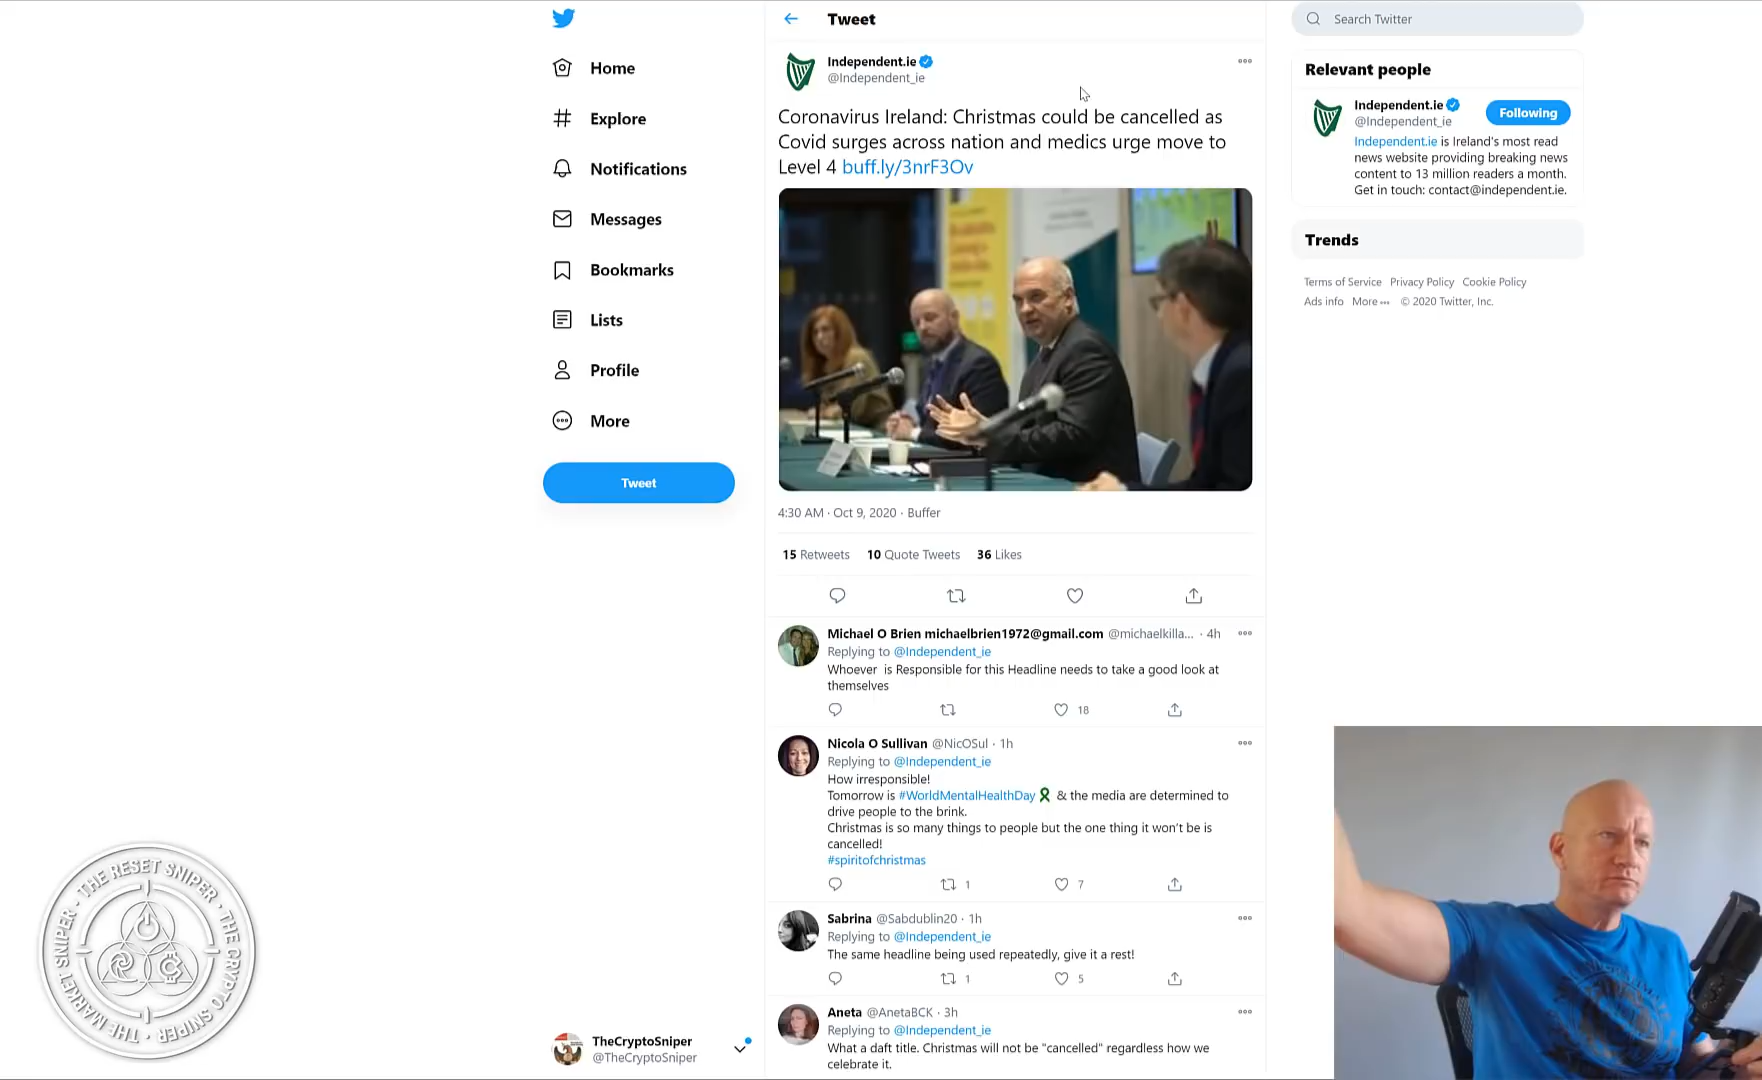 Home
Explore
Notifications
Messages
Bookmarks
Lists
Profile
More
Tweet
TheCryptoSniper
@TheCryptoSniper
Tweet
Independent.ie
@Independent_ie
Coronavirus Ireland: Christmas could be cancelled as
Covid surges across nation and medics urge move to
Level 4 buff.ly/3nrF3Ov
4:30 AM · Oct 9, 2020 · Buffer
15 Retweets 10 Quote Tweets 36 Likes
Michael O Brien michaelbrien1972@gmail.com @michaelkilla... · 4h
Replying to @Independent_ie
Whoever is Responsible for this Headline needs to take a good look at
themselves
18
Nicola O Sullivan @NicOSul · 1h
Replying to @Independent_ie
How irresponsible!
Tomorrow is #WorldMentalHealthDay & the media are determined to
drive people to the brink.
Christmas is so many things to people but the one thing it won't be is
cancelled!
#spiritofchristmas
1 7
Sabrina @Sabdublin20 · 1h
Replying to @Independent_ie
The same headline being used repeatedly, give it a rest!
1 5
Aneta @AnetaBCK · 3h
Replying to @Independent_ie
What a daft title. Christmas will not be "cancelled" regardless how we
celebrate it.
Search Twitter
Relevant people
Independent.ie
@Independent_ie
Following
Independent.ie is Ireland's most read
news website providing breaking news
content to 13 million readers a month.
Get in touch: contact@independent.ie.
Trends
Terms of Service Privacy Policy Cookie Policy
Ads info More ••• © 2020 Twitter, Inc.
THE RESET SNIPER · THE CRYPTO SNIPER · THE MARKET SNIPER ·